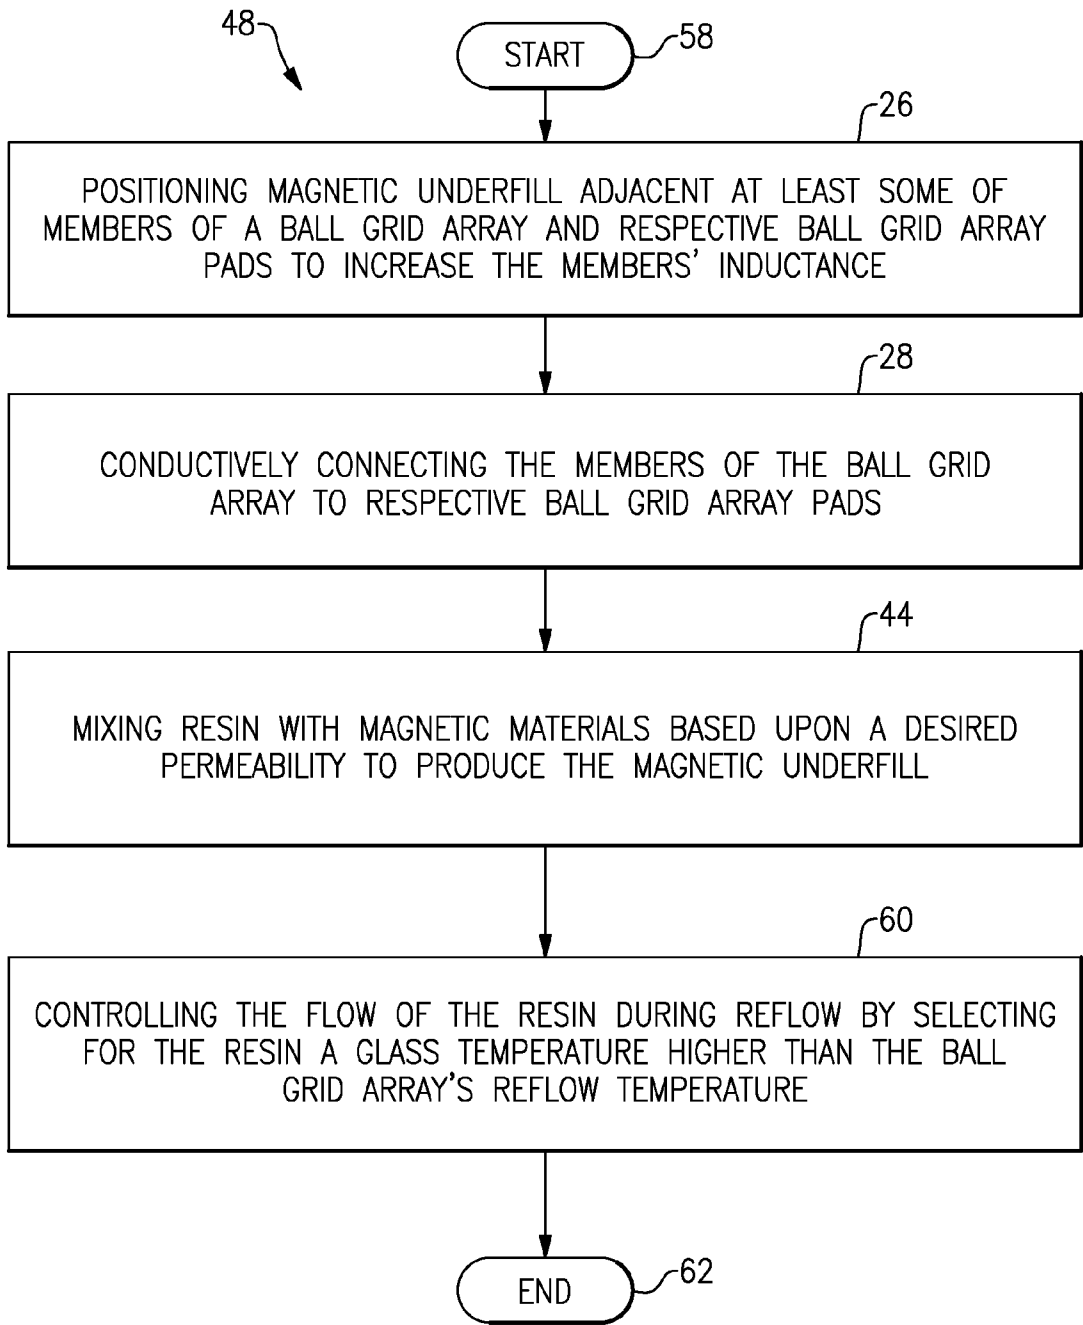 48
START
58
26
POSITIONING MAGNETIC UNDERFILL ADJACENT AT LEAST SOME OF
MEMBERS OF A BALL GRID ARRAY AND RESPECTIVE BALL GRID ARRAY
PADS TO INCREASE THE MEMBERS' INDUCTANCE
28
CONDUCTIVELY CONNECTING THE MEMBERS OF THE BALL GRID
ARRAY TO RESPECTIVE BALL GRID ARRAY PADS
44
MIXING RESIN WITH MAGNETIC MATERIALS BASED UPON A DESIRED
PERMEABILITY TO PRODUCE THE MAGNETIC UNDERFILL
60
CONTROLLING THE FLOW OF THE RESIN DURING REFLOW BY SELECTING
FOR THE RESIN A GLASS TEMPERATURE HIGHER THAN THE BALL
GRID ARRAY'S REFLOW TEMPERATURE
END
62